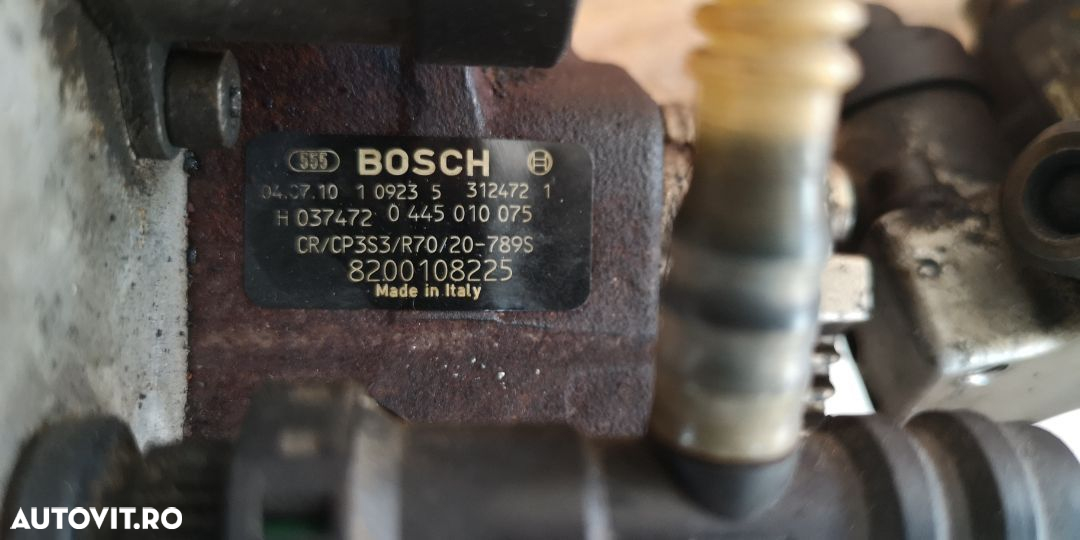 555 BOSCH
04.07.10 1 0923 5 312472 1
H 037472 0 445 010 075
CR/CP3S3/R70/20-789S
8200108225
Made in Italy
AUTOVIT.RO